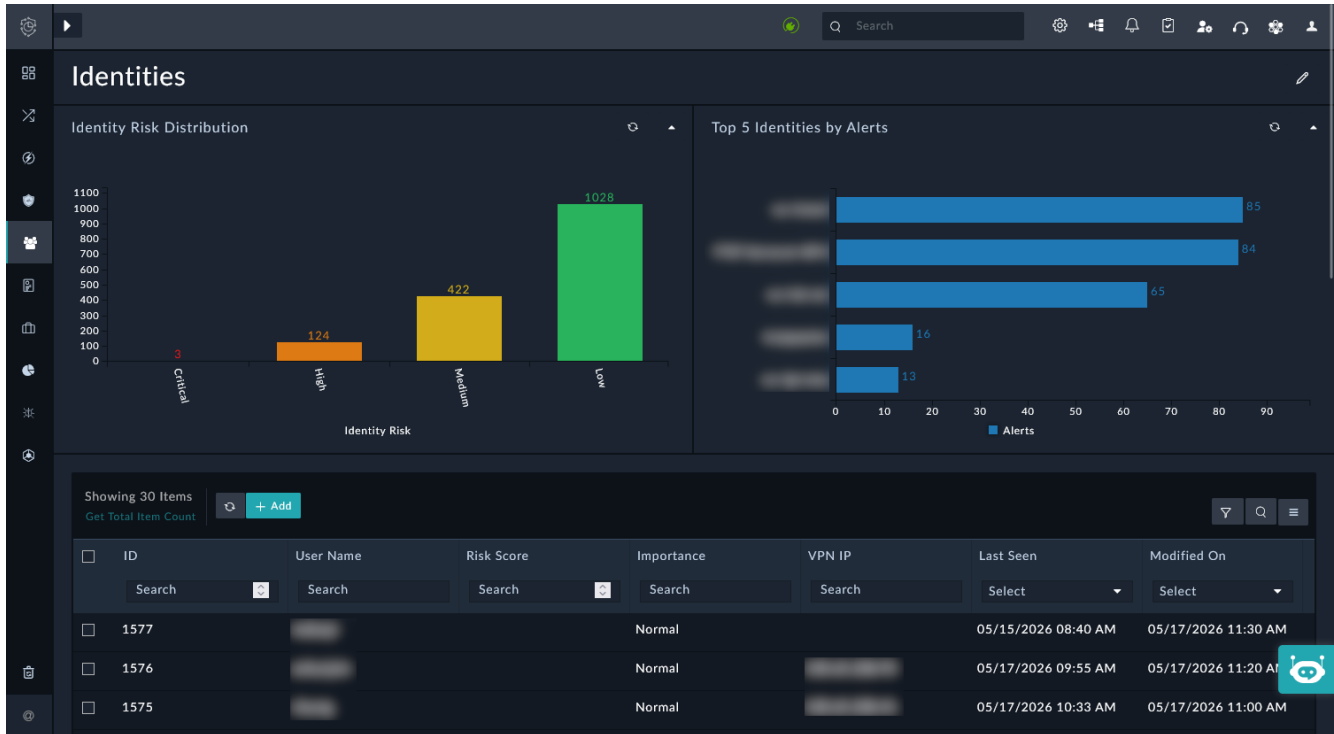 Search
Identities
Identity Risk Distribution
1100
1000
900
800
700
600
500
400
300
200
100
0
3
124
422
1028
Critical
High
Medium
Low
Identity Risk
Top 5 Identities by Alerts
85
84
65
16
13
0 10 20 30 40 50 60 70 80 90
Alerts
Showing 30 Items
Get Total Item Count
+ Add
ID User Name Risk Score Importance VPN IP Last Seen Modified On
Search Search Search Search Search Select Select
1577 Normal 05/15/2026 08:40 AM 05/17/2026 11:30 AM
1576 Normal 05/17/2026 09:55 AM 05/17/2026 11:20
1575 Normal 05/17/2026 10:33 AM 05/17/2026 11:00 AM
@